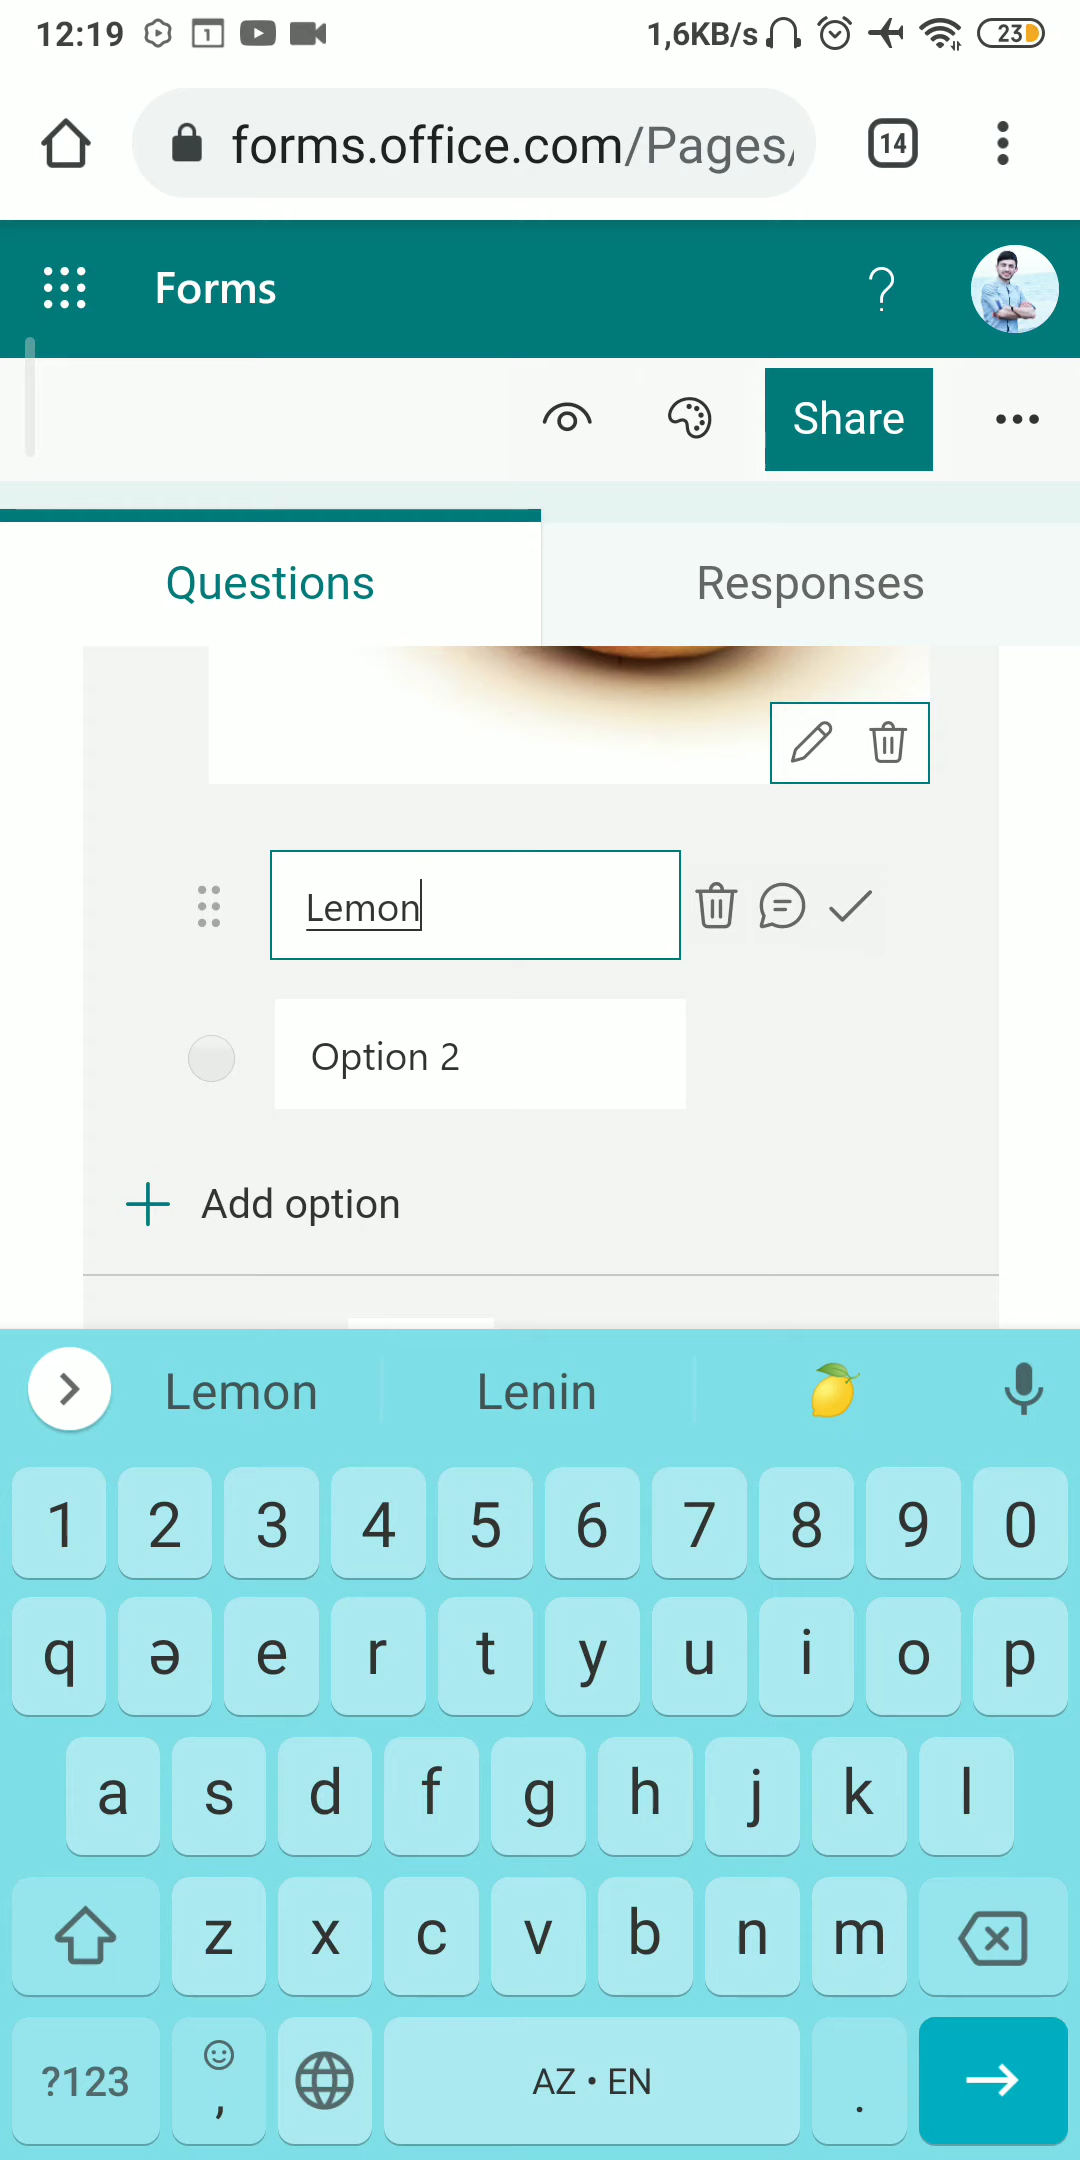 12:19 1 1,6KB/s 23
forms.office.com/Pages/ 14
Forms ?
Share
Questions Responses
Lemon
Option 2
Add option
Lemon Lenin
1 2 3 4 5 6 7 8 9 0
q ə e r t y u i o p
a s d f g h j k l
z x c v b n m
?123 , AZ • EN .